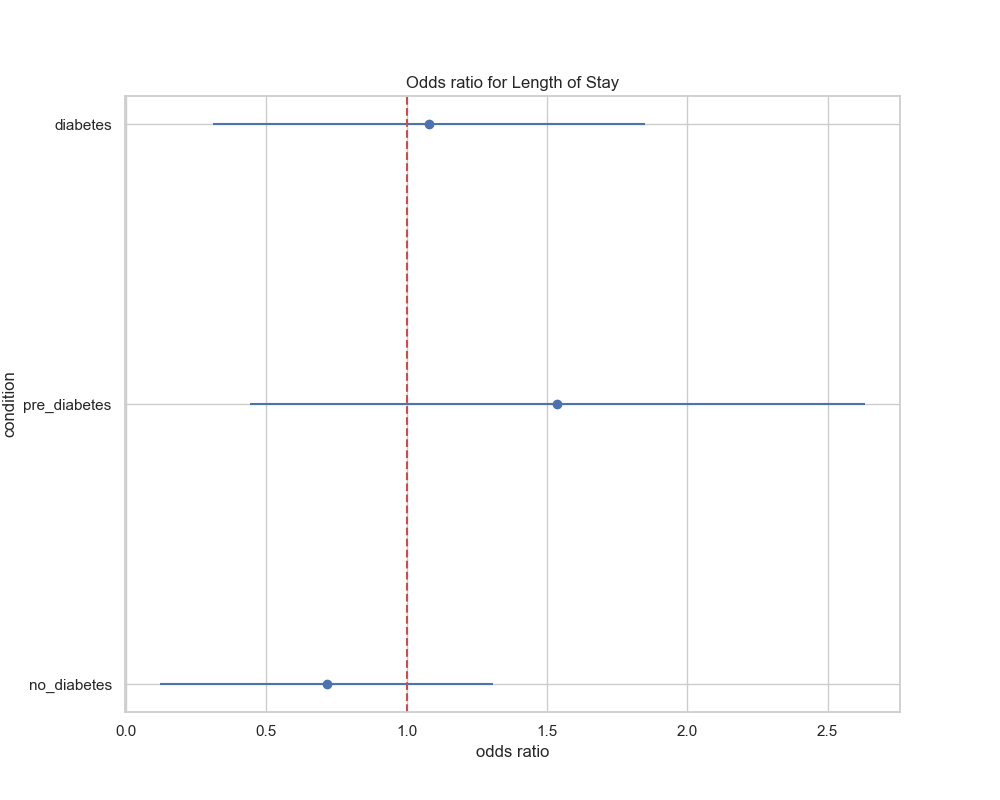 Odds ratio for Length of Stay
diabetes
pre_diabetes
no_diabetes
condition
0.0 0.5 1.0 1.5 2.0 2.5
odds ratio